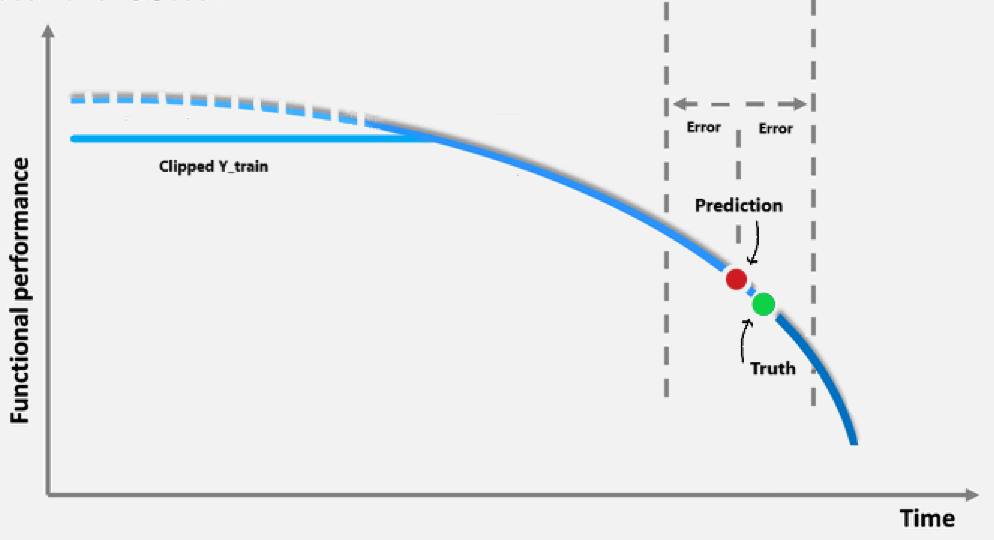 Error
Error
Prediction
Clipped Y_train
Truth
Functional performance
Time